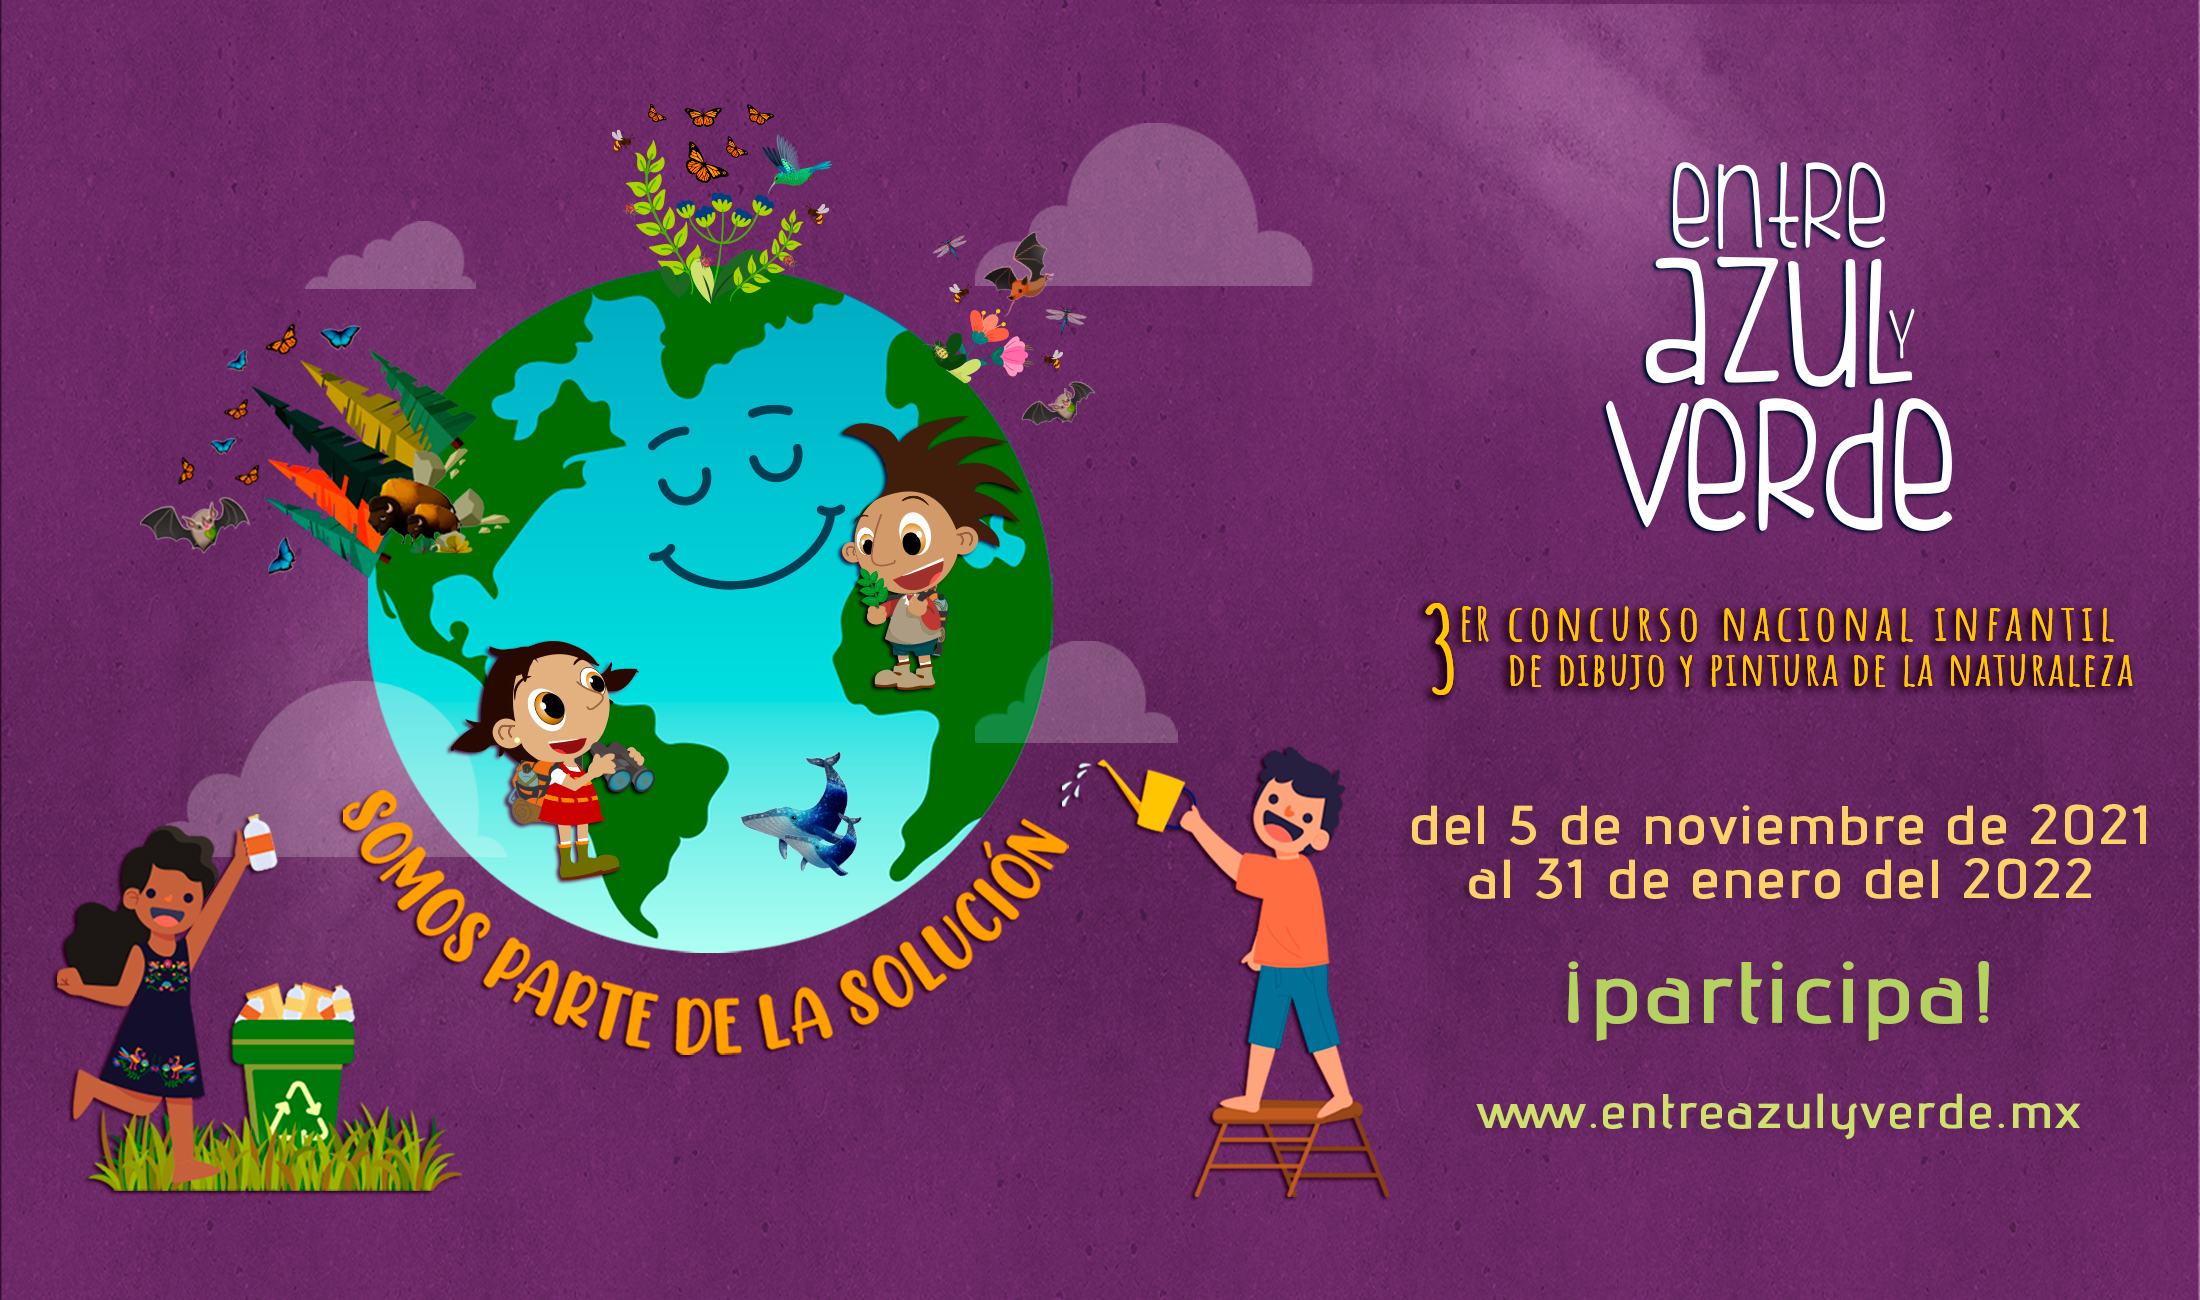 entre
azul y
verde
3ER CONCURSO NACIONAL INFANTIL
DE DIBUJO Y PINTURA DE LA NATURALEZA
SOMOS PARTE DE LA SOLUCIÓN
del 5 de noviembre de 2021
al 31 de enero del 2022
¡participa!
www.entreazulyverde.mx